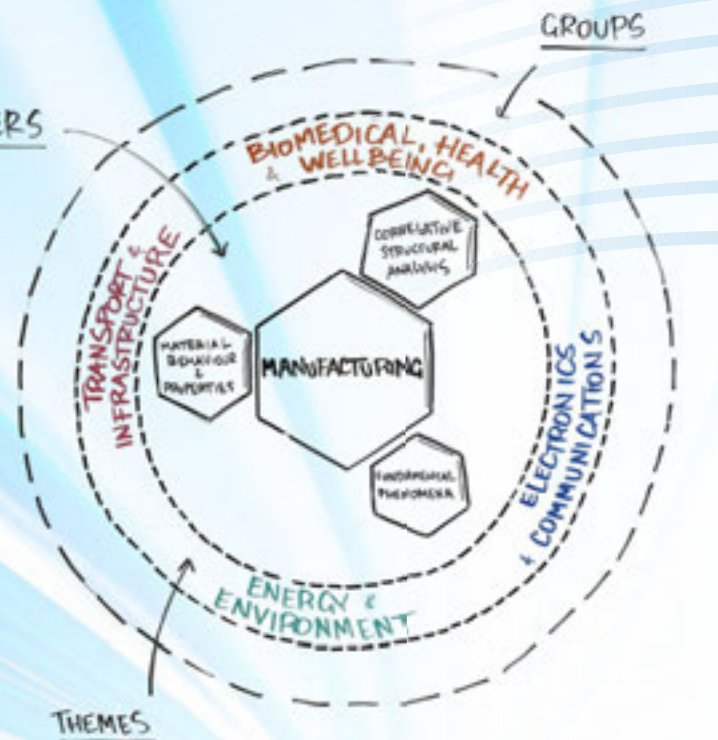 GROUPS
ERS
BIOMEDICAL, HEALTH
& WELLBEING
CORRELATIVE
STRUCTURAL
ANALYSIS
TRANSPORT &
INFRASTRUCTURE
MATERIAL
BEHAVIOUR
&
PROPERTIES
MANUFACTURING
ELECTRONICS
& COMMUNICATIONS
FUNDAMENTAL
PHENOMENA
ENERGY &
ENVIRONMENT
THEMES